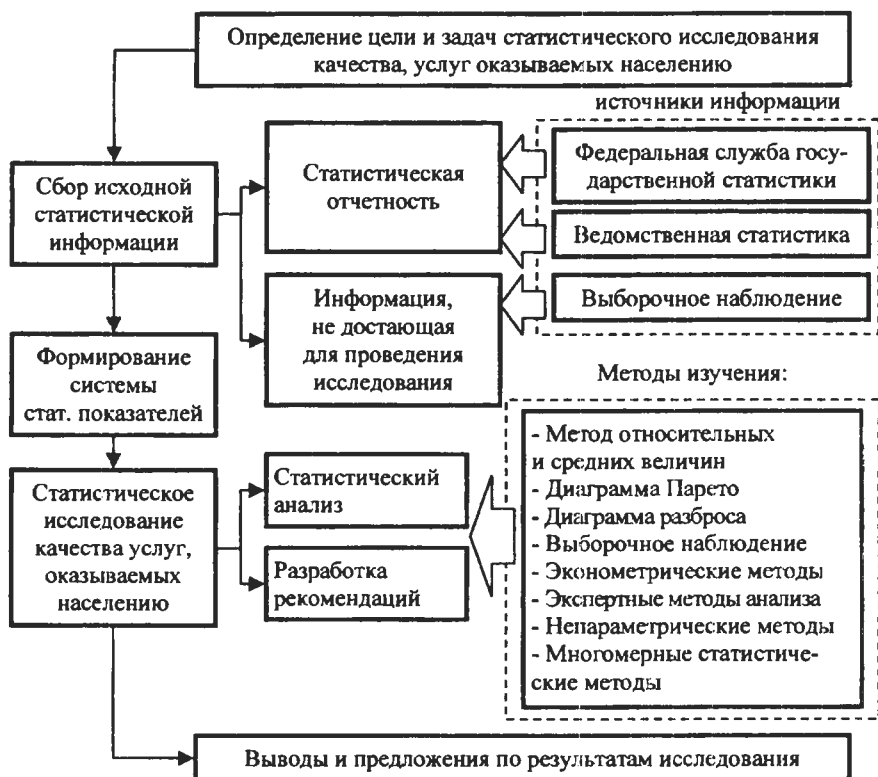 Определение цели и задач статистического исследования
качества, услуг оказываемых населению
источники информации
Сбор исходной
статистической
информации
Статистическая
отчетность
Федеральная служба госу-
дарственной статистики
Ведомственная статистика
Информация,
не достающая
для проведения
исследования
Выборочное наблюдение
Формирование
системы
стат. показателей
Методы изучения:
Статистическое
исследование
качества услуг,
оказываемых
населению
Статистический
анализ
Разработка
рекомендаций
- Метод относительных
и средних величин
- Диаграмма Парето
- Диаграмма разброса
- Выборочное наблюдение
- Эконометрические методы
- Экспертные методы анализа
- Непараметрические методы
- Многомерные статистиче-
ские методы
Выводы и предложения по результатам исследования